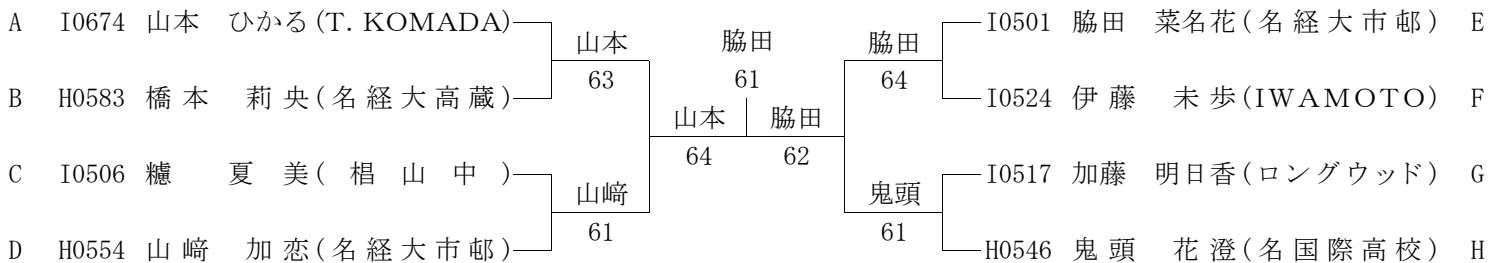 A I0674 山本 ひかる(T. KOMADA)
B H0583 橋本 莉央(名経大高蔵)
C I0506 糟 夏美(椙山中)
D H0554 山﨑 加恋(名経大市邨)
山本
63
山﨑
61
山本
64
脇田
61
脇田
62
脇田
64
鬼頭
61
I0501 脇田 菜名花(名経大市邨) E
I0524 伊藤 未歩(IWAMOTO) F
I0517 加藤 明日香(ロングウッド) G
H0546 鬼頭 花澄(名国際高校) H